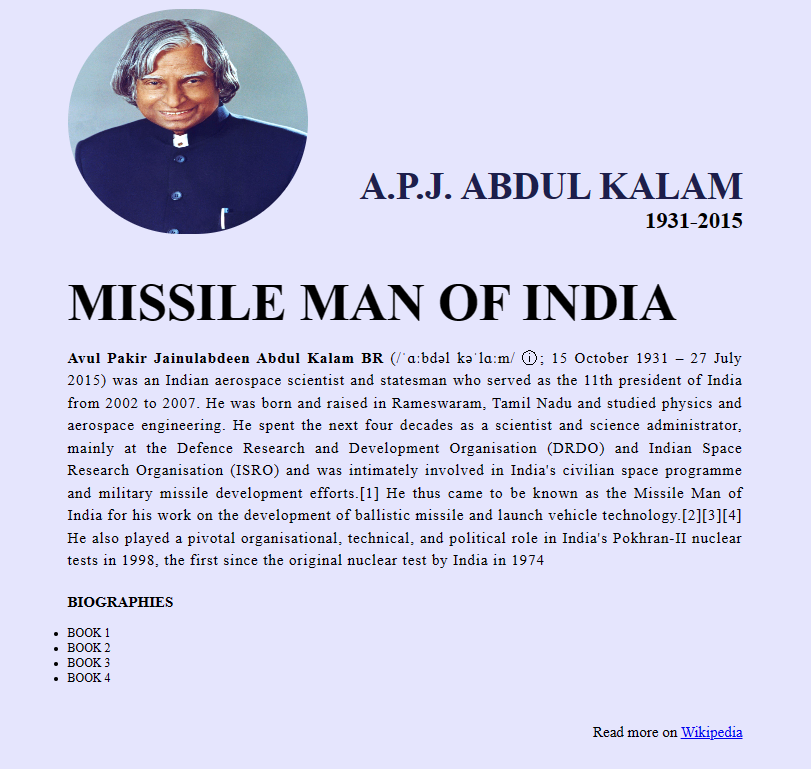 A.P.J. ABDUL KALAM
1931-2015
MISSILE MAN OF INDIA
Avul Pakir Jainulabdeen Abdul Kalam BR (/ˈɑːbdəl kəˈlɑːm/ ⓘ; 15 October 1931 – 27 July
2015) was an Indian aerospace scientist and statesman who served as the 11th president of India
from 2002 to 2007. He was born and raised in Rameswaram, Tamil Nadu and studied physics and
aerospace engineering. He spent the next four decades as a scientist and science administrator,
mainly at the Defence Research and Development Organisation (DRDO) and Indian Space
Research Organisation (ISRO) and was intimately involved in India's civilian space programme
and military missile development efforts.[1] He thus came to be known as the Missile Man of
India for his work on the development of ballistic missile and launch vehicle technology.[2][3][4]
He also played a pivotal organisational, technical, and political role in India's Pokhran-II nuclear
tests in 1998, the first since the original nuclear test by India in 1974
BIOGRAPHIES
• BOOK 1
• BOOK 2
• BOOK 3
• BOOK 4
Read more on Wikipedia